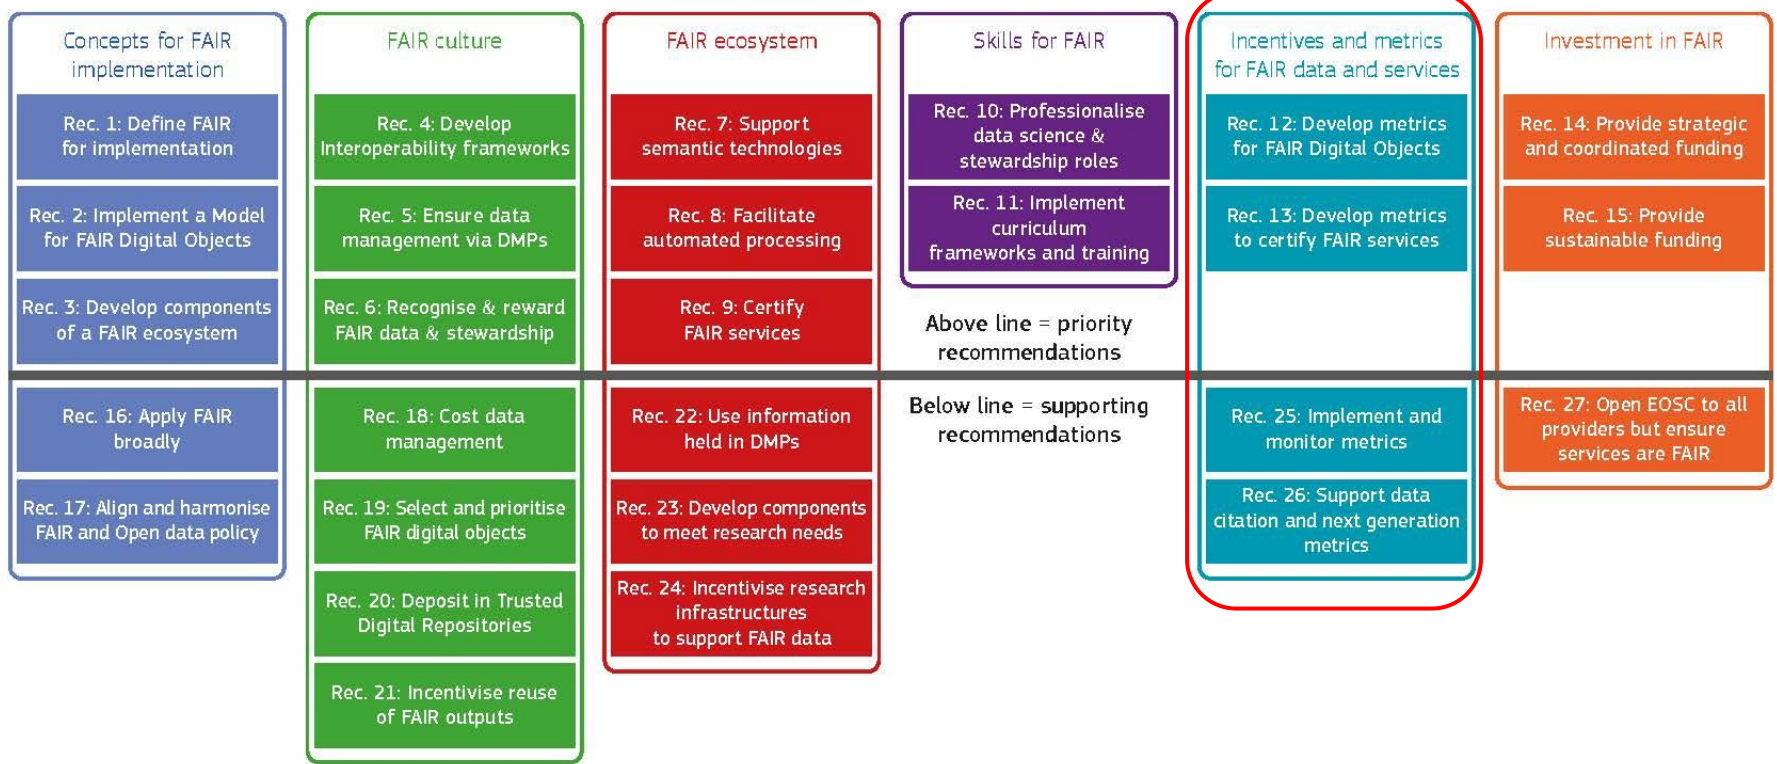 Concepts for FAIR
implementation
Rec. 1: Define FAIR
for implementation
Rec. 2: Implement a Model
for FAIR Digital Objects
Rec. 3: Develop components
of a FAIR ecosystem
Rec. 16: Apply FAIR
broadly
Rec. 17: Align and harmonise
FAIR and Open data policy
FAIR culture
Rec. 4: Develop
Interoperability frameworks
Rec. 5: Ensure data
management via DMPs
Rec. 6: Recognise & reward
FAIR data & stewardship
Rec. 18: Cost data
management
Rec. 19: Select and prioritise
FAIR digital objects
Rec. 20: Deposit in Trusted
Digital Repositories
Rec. 21: Incentivise reuse
of FAIR outputs
FAIR ecosystem
Rec. 7: Support
semantic technologies
Rec. 8: Facilitate
automated processing
Rec. 9: Certify
FAIR services
Rec. 22: Use information
held in DMPs
Rec. 23: Develop components
to meet research needs
Rec. 24: Incentivise research
infrastructures
to support FAIR data
Skills for FAIR
Rec. 10: Professionalise
data science &
stewardship roles
Rec. 11: Implement
curriculum
frameworks and training
Above line = priority
recommendations
Below line = supporting
recommendations
Incentives and metrics
for FAIR data and services
Rec. 12: Develop metrics
for FAIR Digital Objects
Rec. 13: Develop metrics
to certify FAIR services
Rec. 25: Implement and
monitor metrics
Rec. 26: Support data
citation and next generation
metrics
Investment in FAIR
Rec. 14: Provide strategic
and coordinated funding
Rec. 15: Provide
sustainable funding
Rec. 27: Open EOSC to all
providers but ensure
services are FAIR